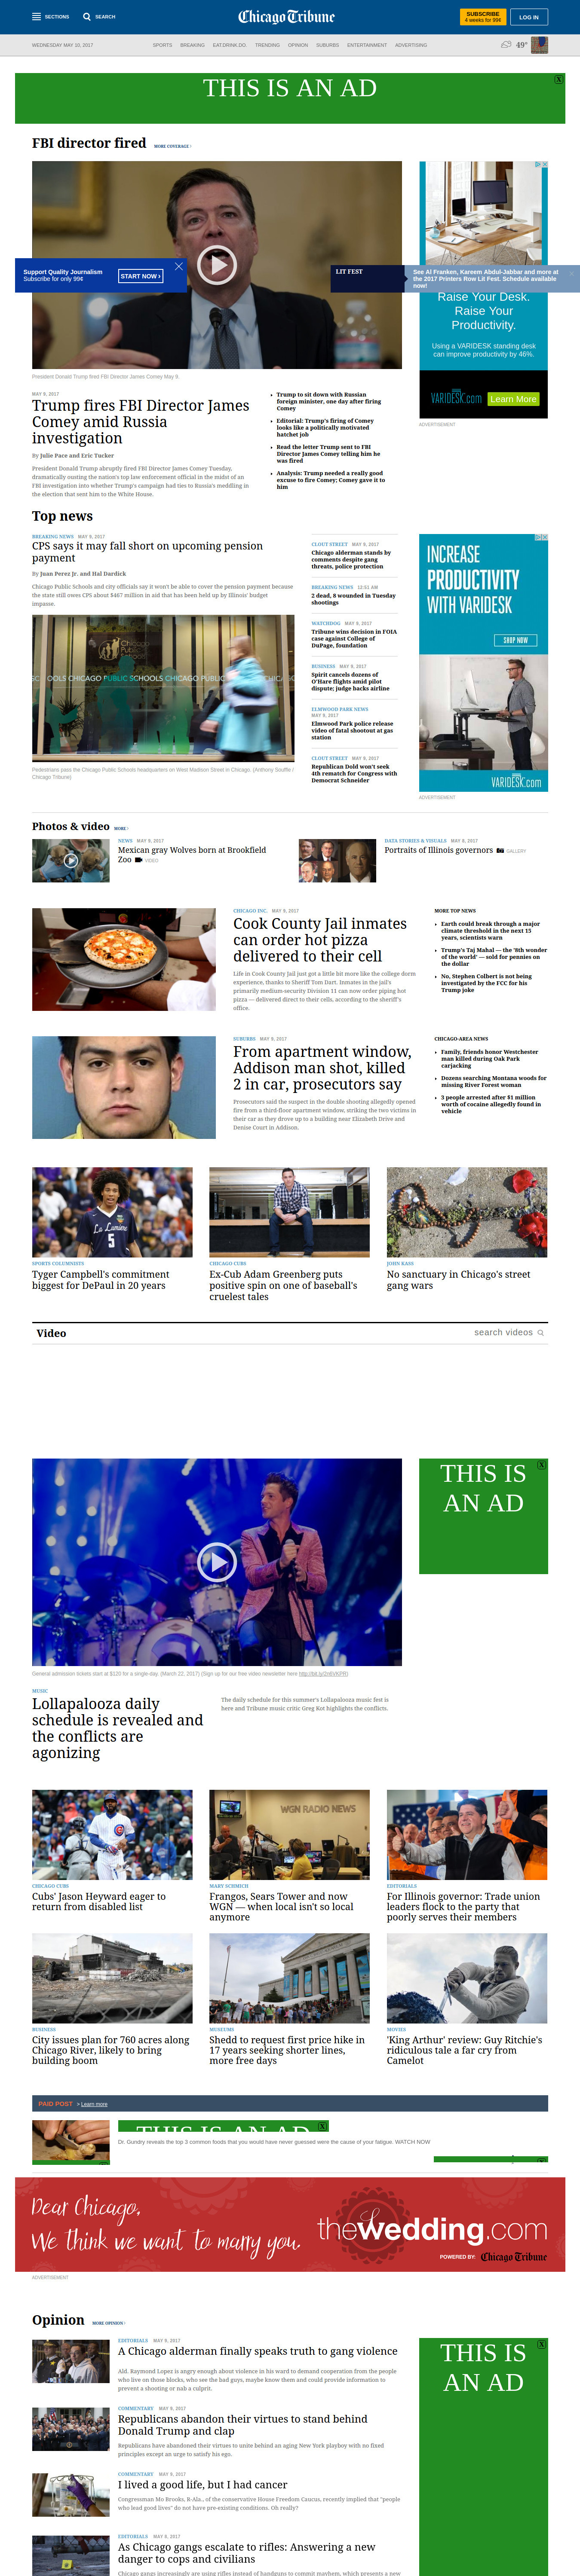 SECTIONS
SEARCH
Chicago Tribune
SUBSCRIBE
4 weeks for 99¢
LOG IN
WEDNESDAY MAY 10, 2017
SPORTS
BREAKING
EAT.DRINK.DO.
TRENDING
OPINION
SUBURBS
ENTERTAINMENT
ADVERTISING
49°
THIS IS AN AD
X
FBI director fired
MORE COVERAGE ›
Support Quality Journalism
Subscribe for only 99¢
START NOW ›
LIT FEST
See Al Franken, Kareem Abdul-Jabbar and more at
the 2017 Printers Row Lit Fest. Schedule available
now!
Raise Your Desk.
Raise Your
Productivity.
Using a VARIDESK standing desk
can improve productivity by 46%.
VARIDESK.com
Learn More
ADVERTISEMENT
President Donald Trump fired FBI Director James Comey May 9.
MAY 9, 2017
Trump fires FBI Director James
Comey amid Russia
investigation
By Julie Pace and Eric Tucker
President Donald Trump abruptly fired FBI Director James Comey Tuesday,
dramatically ousting the nation's top law enforcement official in the midst of an
FBI investigation into whether Trump's campaign had ties to Russia's meddling in
the election that sent him to the White House.
Trump to sit down with Russian
foreign minister, one day after firing
Comey
Editorial: Trump's firing of Comey
looks like a politically motivated
hatchet job
Read the letter Trump sent to FBI
Director James Comey telling him he
was fired
Analysis: Trump needed a really good
excuse to fire Comey; Comey gave it to
him
Top news
BREAKING NEWS MAY 9, 2017
CPS says it may fall short on upcoming pension
payment
By Juan Perez Jr. and Hal Dardick
Chicago Public Schools and city officials say it won't be able to cover the pension payment because
the state still owes CPS about $467 million in aid that has been held up by Illinois' budget
impasse.
Pedestrians pass the Chicago Public Schools headquarters on West Madison Street in Chicago. (Anthony Souffle /
Chicago Tribune)
CLOUT STREET MAY 9, 2017
Chicago alderman stands by
comments despite gang
threats, police protection
BREAKING NEWS 12:51 AM
2 dead, 8 wounded in Tuesday
shootings
WATCHDOG MAY 9, 2017
Tribune wins decision in FOIA
case against College of
DuPage, foundation
BUSINESS MAY 9, 2017
Spirit cancels dozens of
O'Hare flights amid pilot
dispute; judge backs airline
ELMWOOD PARK NEWS
MAY 9, 2017
Elmwood Park police release
video of fatal shootout at gas
station
CLOUT STREET MAY 9, 2017
Republican Dold won't seek
4th rematch for Congress with
Democrat Schneider
INCREASE
PRODUCTIVITY
WITH VARIDESK
SHOP NOW
VARIDESK.com
ADVERTISEMENT
Photos & video MORE ›
NEWS MAY 9, 2017
Mexican gray Wolves born at Brookfield
Zoo VIDEO
DATA STORIES & VISUALS MAY 8, 2017
Portraits of Illinois governors GALLERY
CHICAGO INC. MAY 9, 2017
Cook County Jail inmates
can order hot pizza
delivered to their cell
Life in Cook County Jail just got a little bit more like the college dorm
experience, thanks to Sheriff Tom Dart. Inmates in the jail's
primarily medium-security Division 11 can now order piping hot
pizza — delivered direct to their cells, according to the sheriff's
office.
MORE TOP NEWS
Earth could break through a major
climate threshold in the next 15
years, scientists warn
Trump's Taj Mahal — the '8th wonder
of the world' — sold for pennies on
the dollar
No, Stephen Colbert is not being
investigated by the FCC for his
Trump joke
SUBURBS MAY 9, 2017
From apartment window,
Addison man shot, killed
2 in car, prosecutors say
Prosecutors said the suspect in the double shooting allegedly opened
fire from a third-floor apartment window, striking the two victims in
their car as they drove up to a building near Elizabeth Drive and
Denise Court in Addison.
CHICAGO-AREA NEWS
Family, friends honor Westchester
man killed during Oak Park
carjacking
Dozens searching Montana woods for
missing River Forest woman
3 people arrested after $1 million
worth of cocaine allegedly found in
vehicle
La Lumiere
5
SPORTS COLUMNISTS
Tyger Campbell's commitment
biggest for DePaul in 20 years
CHICAGO CUBS
Ex-Cub Adam Greenberg puts
positive spin on one of baseball's
cruelest tales
JOHN KASS
No sanctuary in Chicago's street
gang wars
Video
search videos
THIS IS
AN AD
X
General admission tickets start at $120 for a single-day. (March 22, 2017) (Sign up for our free video newsletter here http://bit.ly/2n6VKPR)
MUSIC
Lollapalooza daily
schedule is revealed and
the conflicts are
agonizing
The daily schedule for this summer's Lollapalooza music fest is
here and Tribune music critic Greg Kot highlights the conflicts.
WGN RADIO NEWS
CHICAGO CUBS
Cubs' Jason Heyward eager to
return from disabled list
MARY SCHMICH
Frangos, Sears Tower and now
WGN — when local isn't so local
anymore
EDITORIALS
For Illinois governor: Trade union
leaders flock to the party that
poorly serves their members
BUSINESS
City issues plan for 760 acres along
Chicago River, likely to bring
building boom
MUSEUMS
Shedd to request first price hike in
17 years seeking shorter lines,
more free days
MOVIES
'King Arthur' review: Guy Ritchie's
ridiculous tale a far cry from
Camelot
PAID POST > Learn more
THIS IS AN AD
X
Dr. Gundry reveals the top 3 common foods that you would have never guessed were the cause of your fatigue. WATCH NOW
Dear Chicago,
We think we want to marry you.
thewedding.com
POWERED BY: Chicago Tribune
ADVERTISEMENT
Opinion MORE OPINION ›
EDITORIALS MAY 9, 2017
A Chicago alderman finally speaks truth to gang violence
Ald. Raymond Lopez is angry enough about violence in his ward to demand cooperation from the people
who live on those blocks, who see the bad guys, maybe know them and could provide information to
prevent a shooting or nab a culprit.
COMMENTARY MAY 9, 2017
Republicans abandon their virtues to stand behind
Donald Trump and clap
Republicans have abandoned their virtues to unite behind an aging New York playboy with no fixed
principles except an urge to satisfy his ego.
COMMENTARY MAY 9, 2017
I lived a good life, but I had cancer
Congressman Mo Brooks, R-Ala., of the conservative House Freedom Caucus, recently implied that "people
who lead good lives" do not have pre-existing conditions. Oh really?
EDITORIALS MAY 8, 2017
As Chicago gangs escalate to rifles: Answering a new
danger to cops and civilians
Chicago gangs increasingly are using rifles instead of handguns to commit mayhem, which presents a new
THIS IS
AN AD
X